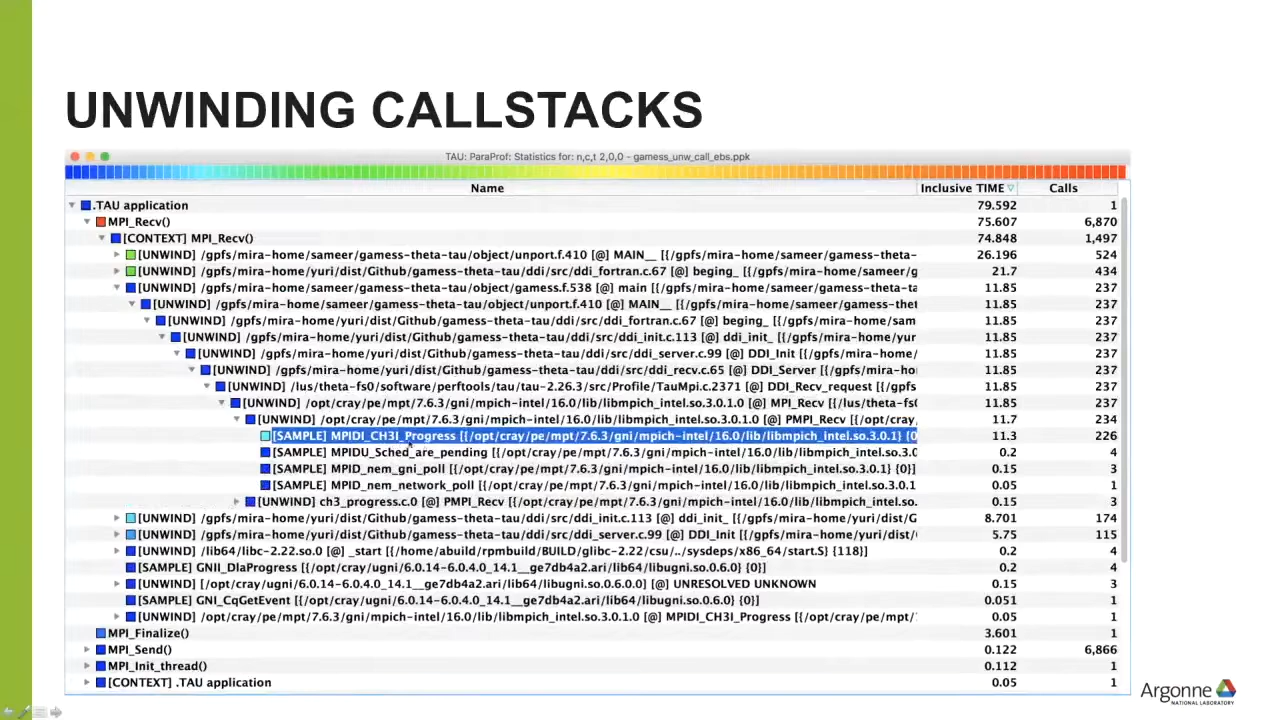 UNWINDING CALLSTACKS
TAU: ParaProf: Statistics for: n,c,t 2,0,0 - gamess_unw_call_ebs.ppk
Name Inclusive TIME Calls
.TAU application 79.592 1
MPI_Recv() 75.607 6,870
[CONTEXT] MPI_Recv() 74.848 1,497
[UNWIND] /gpfs/mira-home/sameer/gamess-theta-tau/object/unport.f.410 [@] MAIN__ [{/gpfs/mira-home/sameer/gamess-theta- 26.196 524
[UNWIND] /gpfs/mira-home/yuri/dist/Github/gamess-theta-tau/ddi/src/ddi_fortran.c.67 [@] beging_ [{/gpfs/mira-home/sameer/g 21.7 434
[UNWIND] /gpfs/mira-home/sameer/gamess-theta-tau/object/gamess.f.538 [@] main [{/gpfs/mira-home/sameer/gamess-theta-tau/ 11.85 237
[UNWIND] /gpfs/mira-home/sameer/gamess-theta-tau/object/unport.f.410 [@] MAIN__ [{/gpfs/mira-home/sameer/gamess-thet 11.85 237
[UNWIND] /gpfs/mira-home/yuri/dist/Github/gamess-theta-tau/ddi/src/ddi_fortran.c.67 [@] beging_ [{/gpfs/mira-home/sam 11.85 237
[UNWIND] /gpfs/mira-home/yuri/dist/Github/gamess-theta-tau/ddi/src/ddi_init.c.113 [@] ddi_init_ [{/gpfs/mira-home/yur 11.85 237
[UNWIND] /gpfs/mira-home/yuri/dist/Github/gamess-theta-tau/ddi/src/ddi_server.c.99 [@] DDI_Init [{/gpfs/mira-home/ 11.85 237
[UNWIND] /gpfs/mira-home/yuri/dist/Github/gamess-theta-tau/ddi/src/ddi_recv.c.65 [@] DDI_Server [{/gpfs/mira-ho 11.85 237
[UNWIND] /lus/theta-fs0/software/perftools/tau/tau-2.26.3/src/Profile/TauMpi.c.2371 [@] DDI_Recv_request [{/gpfs 11.85 237
[UNWIND] /opt/cray/pe/mpt/7.6.3/gni/mpich-intel/16.0/lib/libmpich_intel.so.3.0.1.0 [@] MPI_Recv [{/lus/theta-fs0 11.85 237
[UNWIND] /opt/cray/pe/mpt/7.6.3/gni/mpich-intel/16.0/lib/libmpich_intel.so.3.0.1.0 [@] PMPI_Recv [{/opt/cray 11.7 234
[SAMPLE] MPIDI_CH3I_Progress [{/opt/cray/pe/mpt/7.6.3/gni/mpich-intel/16.0/lib/libmpich_intel.so.3.0.1} {0 11.3 226
[SAMPLE] MPIDU_Sched_are_pending [{/opt/cray/pe/mpt/7.6.3/gni/mpich-intel/16.0/lib/libmpich_intel.so.3.0. 0.2 4
[SAMPLE] MPID_nem_gni_poll [{/opt/cray/pe/mpt/7.6.3/gni/mpich-intel/16.0/lib/libmpich_intel.so.3.0.1} {0}] 0.15 3
[SAMPLE] MPID_nem_network_poll [{/opt/cray/pe/mpt/7.6.3/gni/mpich-intel/16.0/lib/libmpich_intel.so.3.0.1 0.05 1
[UNWIND] ch3_progress.c.0 [@] PMPI_Recv [{/opt/cray/pe/mpt/7.6.3/gni/mpich-intel/16.0/lib/libmpich_intel.so. 0.15 3
[UNWIND] /gpfs/mira-home/yuri/dist/Github/gamess-theta-tau/ddi/src/ddi_init.c.113 [@] ddi_init_ [{/gpfs/mira-home/yuri/dist/G 8.701 174
[UNWIND] /gpfs/mira-home/yuri/dist/Github/gamess-theta-tau/ddi/src/ddi_server.c.99 [@] DDI_Init [{/gpfs/mira-home/yuri/dist/ 5.75 115
[UNWIND] /lib64/libc-2.22.so.0 [@] _start [{/home/abuild/rpmbuild/BUILD/glibc-2.22/csu/../sysdeps/x86_64/start.S} {118}] 0.2 4
[SAMPLE] GNII_DlaProgress [{/opt/cray/ugni/6.0.14-6.0.4.0_14.1__ge7db4a2.ari/lib64/libugni.so.0.6.0} {0}] 0.2 4
[UNWIND] [/opt/cray/ugni/6.0.14-6.0.4.0_14.1__ge7db4a2.ari/lib64/libugni.so.0.6.0.0] [@] UNRESOLVED UNKNOWN 0.15 3
[SAMPLE] GNI_CqGetEvent [{/opt/cray/ugni/6.0.14-6.0.4.0_14.1__ge7db4a2.ari/lib64/libugni.so.0.6.0} {0}] 0.051 1
[UNWIND] /opt/cray/pe/mpt/7.6.3/gni/mpich-intel/16.0/lib/libmpich_intel.so.3.0.1.0 [@] MPIDI_CH3I_Progress [{/opt/cray/pe/mpt/ 0.05 1
MPI_Finalize() 3.601 1
MPI_Send() 0.122 6,866
MPI_Init_thread() 0.112 1
[CONTEXT] .TAU application 0.05 1
Argonne
NATIONAL LABORATORY